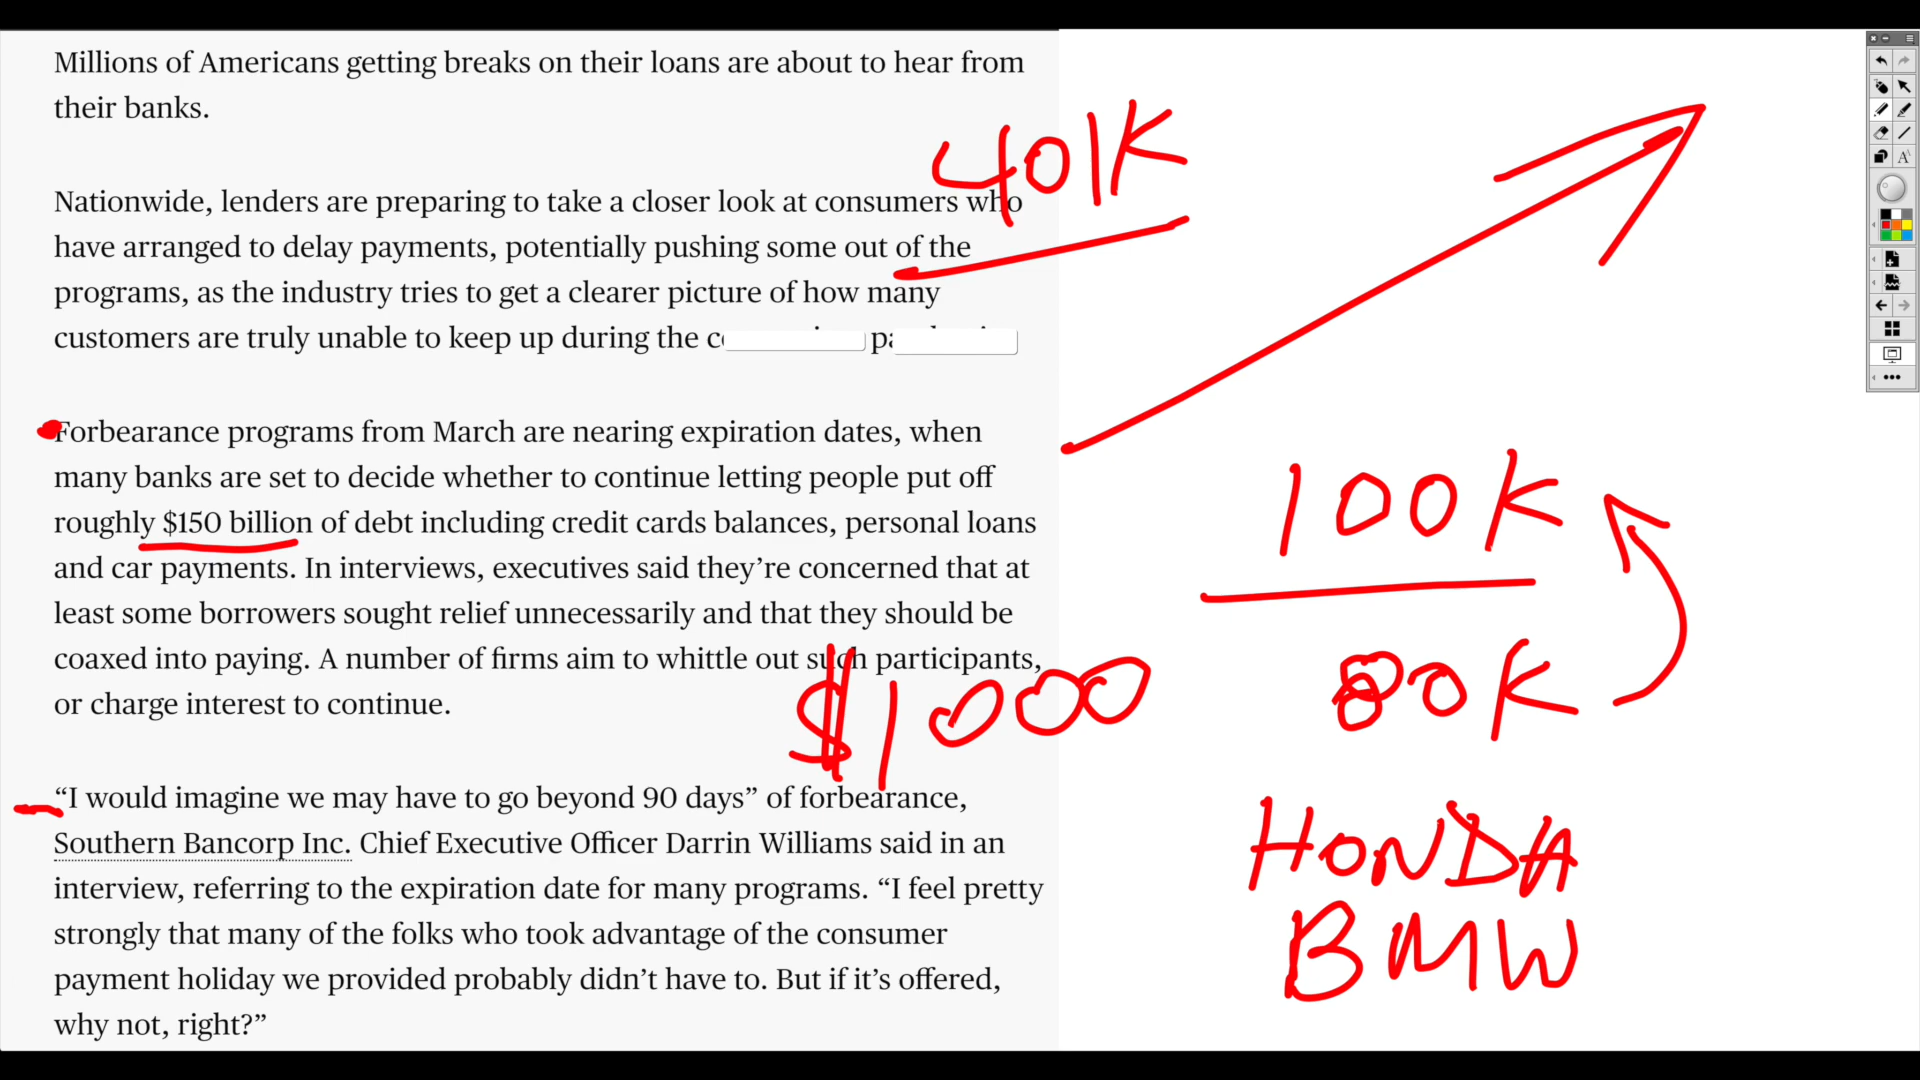 Millions of Americans getting breaks on their loans are about to hear from
their banks.
401K
Nationwide, lenders are preparing to take a closer look at consumers who
have arranged to delay payments, potentially pushing some out of the
programs, as the industry tries to get a clearer picture of how many
customers are truly unable to keep up during the
Forbearance programs from March are nearing expiration dates, when
many banks are set to decide whether to continue letting people put off
roughly $150 billion of debt including credit cards balances, personal loans
and car payments. In interviews, executives said they’re concerned that at
least some borrowers sought relief unnecessarily and that they should be
coaxed into paying. A number of firms aim to whittle out such participants,
or charge interest to continue.
$1000
“I would imagine we may have to go beyond 90 days” of forbearance,
Southern Bancorp Inc. Chief Executive Officer Darrin Williams said in an
interview, referring to the expiration date for many programs. “I feel pretty
strongly that many of the folks who took advantage of the consumer
payment holiday we provided probably didn’t have to. But if it’s offered,
why not, right?”
100K
80K
HONDA
BMW